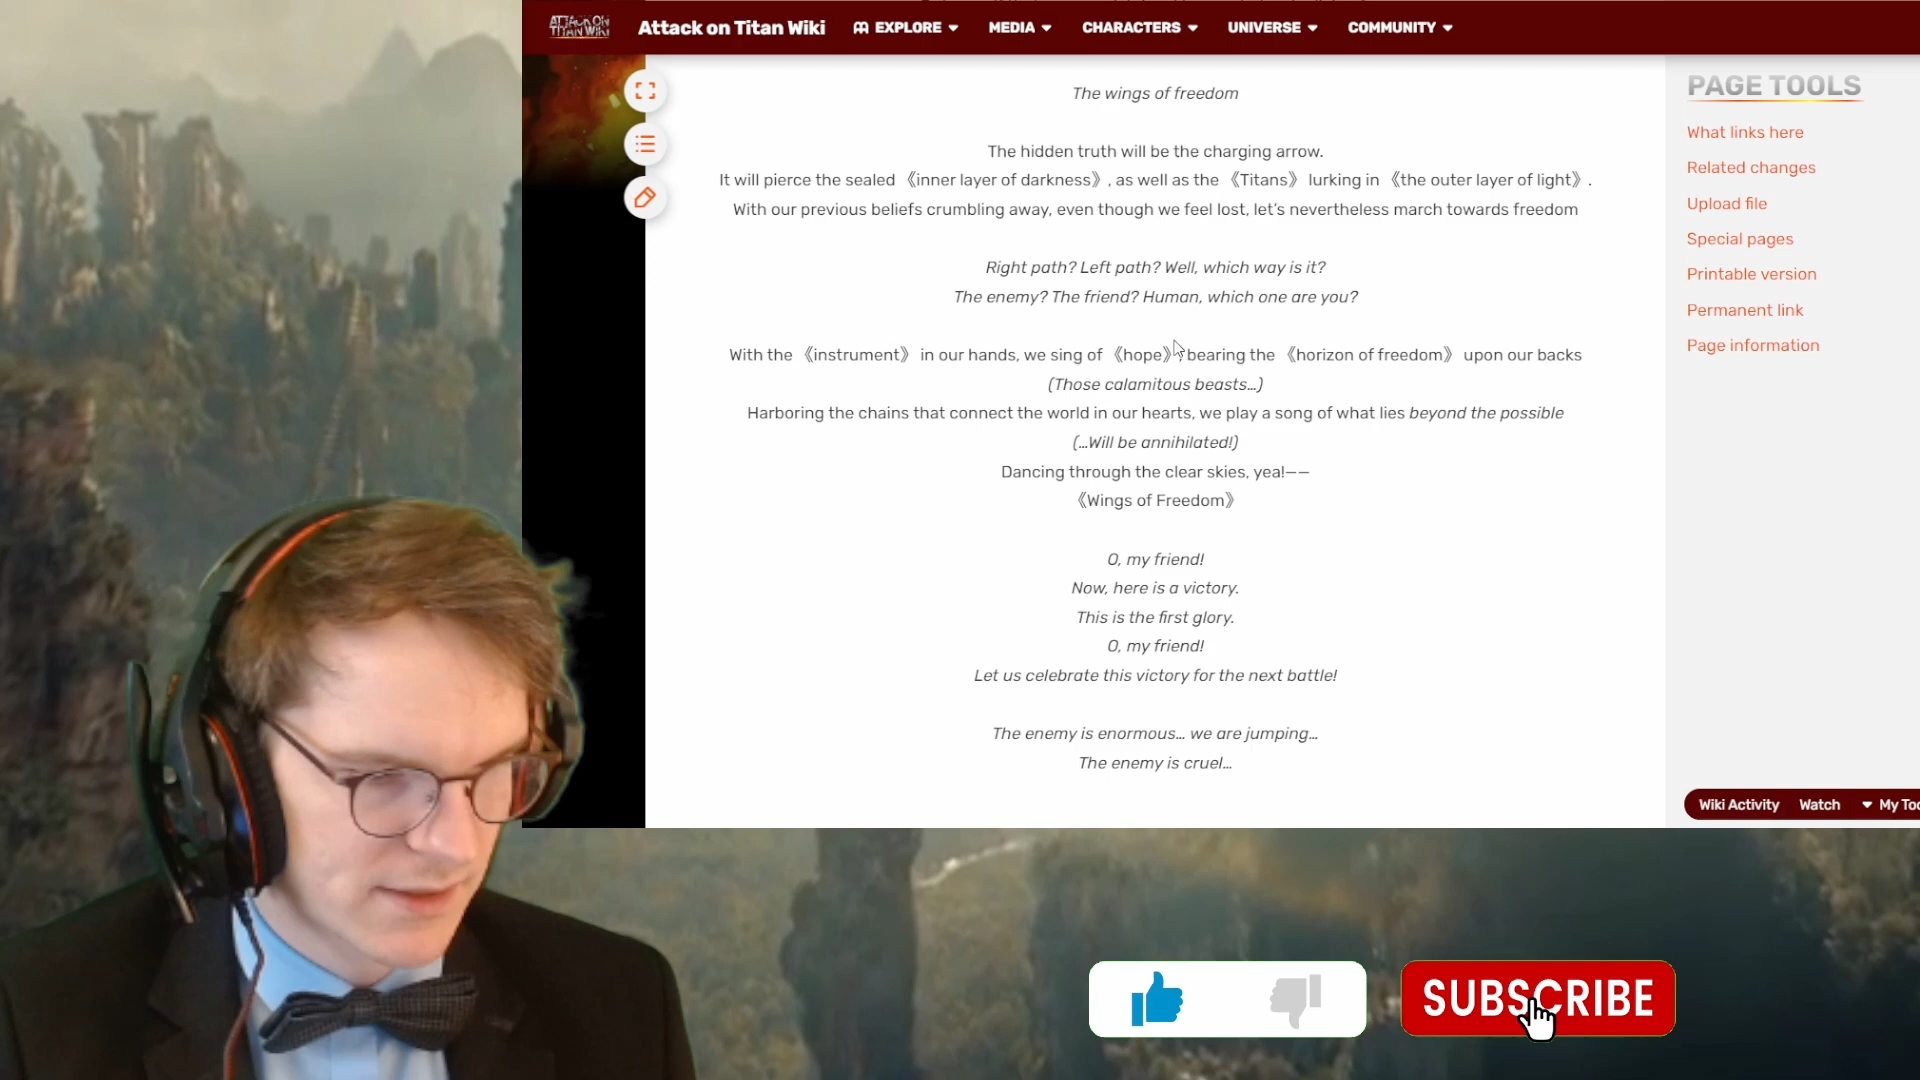 ATTACK ON
TITAN WIKI
Attack on Titan Wiki
EXPLORE
MEDIA
CHARACTERS
UNIVERSE
COMMUNITY
The wings of freedom
The hidden truth will be the charging arrow.
It will pierce the sealed 《inner layer of darkness》, as well as the 《Titans》 lurking in 《the outer layer of light》.
With our previous beliefs crumbling away, even though we feel lost, let's nevertheless march towards freedom
Right path? Left path? Well, which way is it?
The enemy? The friend? Human, which one are you?
With the 《instrument》 in our hands, we sing of 《hope》, bearing the 《horizon of freedom》 upon our backs
(Those calamitous beasts...)
Harboring the chains that connect the world in our hearts, we play a song of what lies beyond the possible
(...Will be annihilated!)
Dancing through the clear skies, yea!——
《Wings of Freedom》
O, my friend!
Now, here is a victory.
This is the first glory.
O, my friend!
Let us celebrate this victory for the next battle!
The enemy is enormous... we are jumping...
The enemy is cruel...
PAGE TOOLS
What links here
Related changes
Upload file
Special pages
Printable version
Permanent link
Page information
Wiki Activity
Watch
My Too
SUBSCRIBE